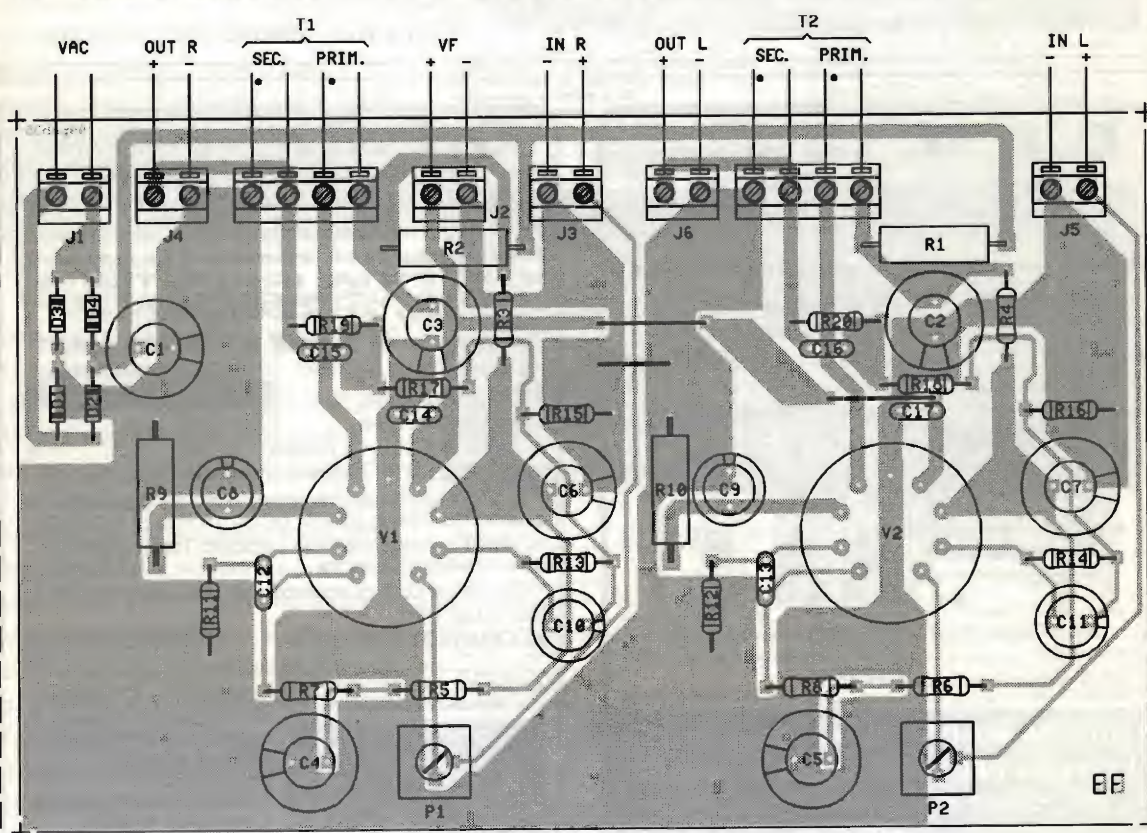 T1 T2
VAC OUT R SEC. PRIM. VF IN R OUT L SEC. PRIM. IN L
+ - + - - + + - - +
J1 J4 J2 J3 J6 J5
R2 R1
D3 D4 C1 R19 C3 R3 R20 C2 R4
C15 C16
D1 D2 R17 R18
C14 R15 C17 R16
R9 C8 C6 R10 C9 C7
V1 V2
C12 R13 C13 R14
R11 C10 R12 C11
R7 R5 R8 R6
C4 C5
P1 P2